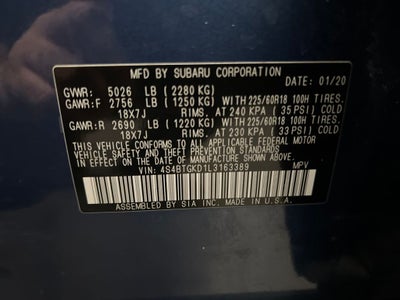 MFD BY SUBARU CORPORATION DATE: 01/20
GVWR: 5026 LB (2280 KG)
GAWR:F 2756 LB (1250 KG) WITH 225/60R18 100H TIRES.
18X7J RIMS. AT 240 KPA ( 35 PSI) COLD
GAWR:R 2690 LB (1220 KG) WITH 225/60R18 100H TIRES.
18X7J RIMS. AT 230 KPA ( 33 PSI) COLD
THIS VEHICLE CONFORMS TO ALL APPLICABLE FEDERAL MOTOR
VEHICLE SAFETY AND THEFT PREVENTION STANDARDS
IN EFFECT ON THE DATE OF MANUFACTURE SHOWN ABOVE.
VIN: 4S4BTGKD1L3163389 MPV
ASSEMBLED BY SIA INC. MADE IN U.S.A.